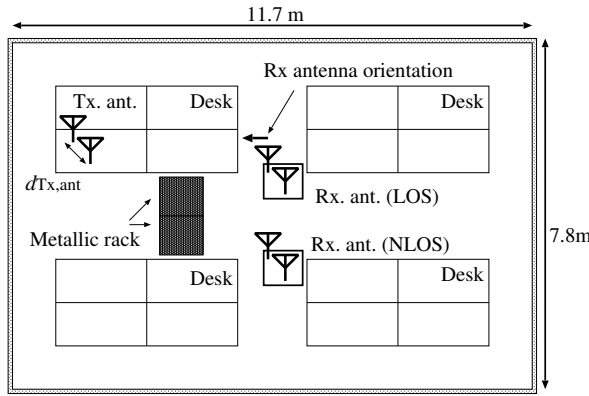 11.7 m
Rx antenna orientation
Tx. ant.
Desk
Desk
dTx,ant
Rx. ant. (LOS)
Metallic rack
Rx. ant. (NLOS)
7.8m
Desk
Desk